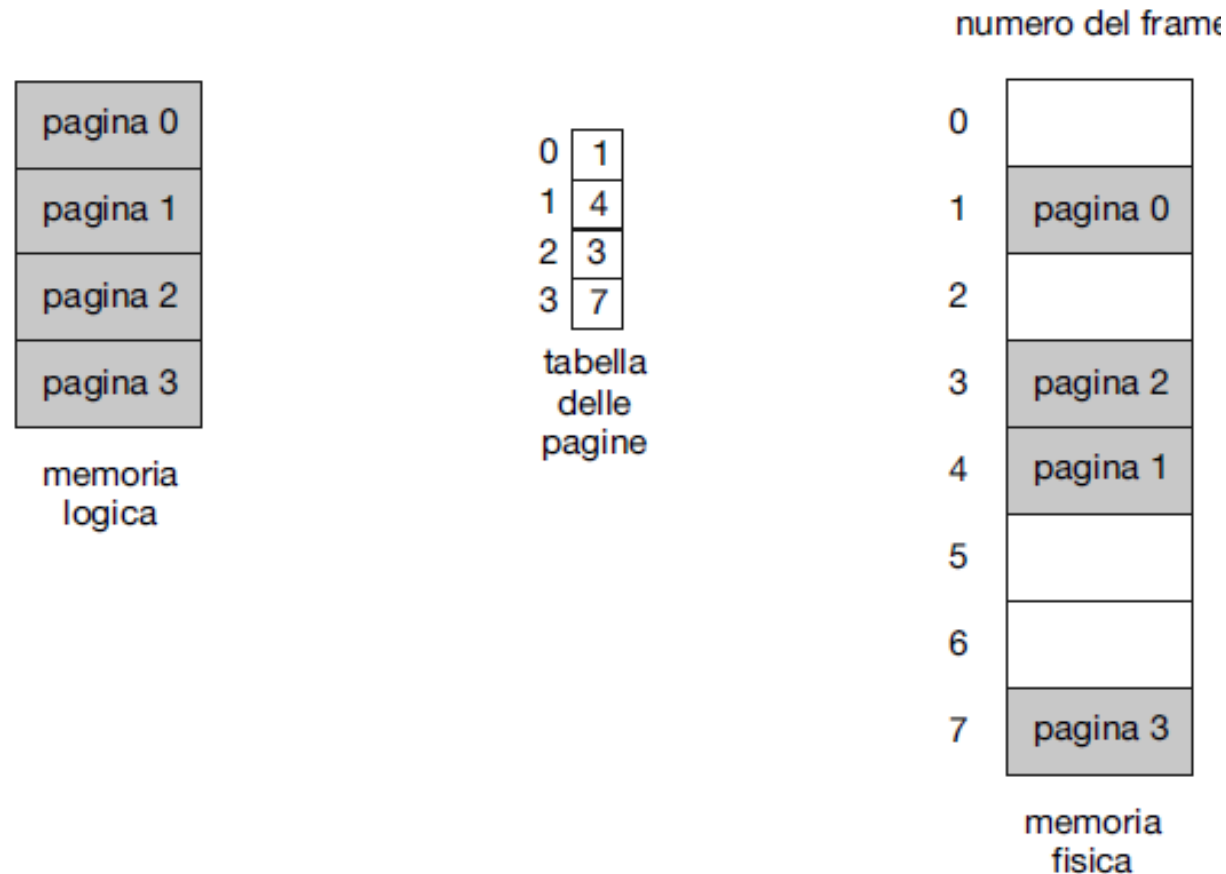 numero del frame
pagina 0
pagina 1
pagina 2
pagina 3
memoria
logica
0 1
1 4
2 3
3 7
tabella
delle
pagine
0
1 pagina 0
2
3 pagina 2
4 pagina 1
5
6
7 pagina 3
memoria
fisica